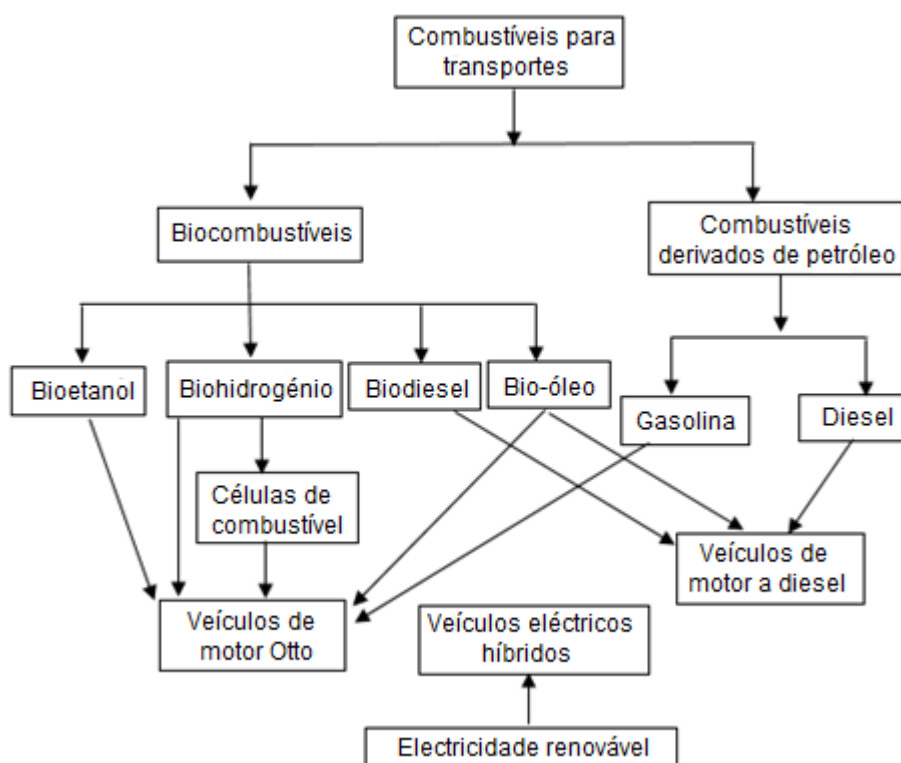 Combustíveis para
transportes
Biocombustíveis
Combustíveis
derivados de petróleo
Bioetanol
Biohidrogénio
Biodiesel
Bio-óleo
Gasolina
Diesel
Células de
combustível
Veículos de
motor a diesel
Veículos de
motor Otto
Veículos eléctricos
híbridos
Electricidade renovável